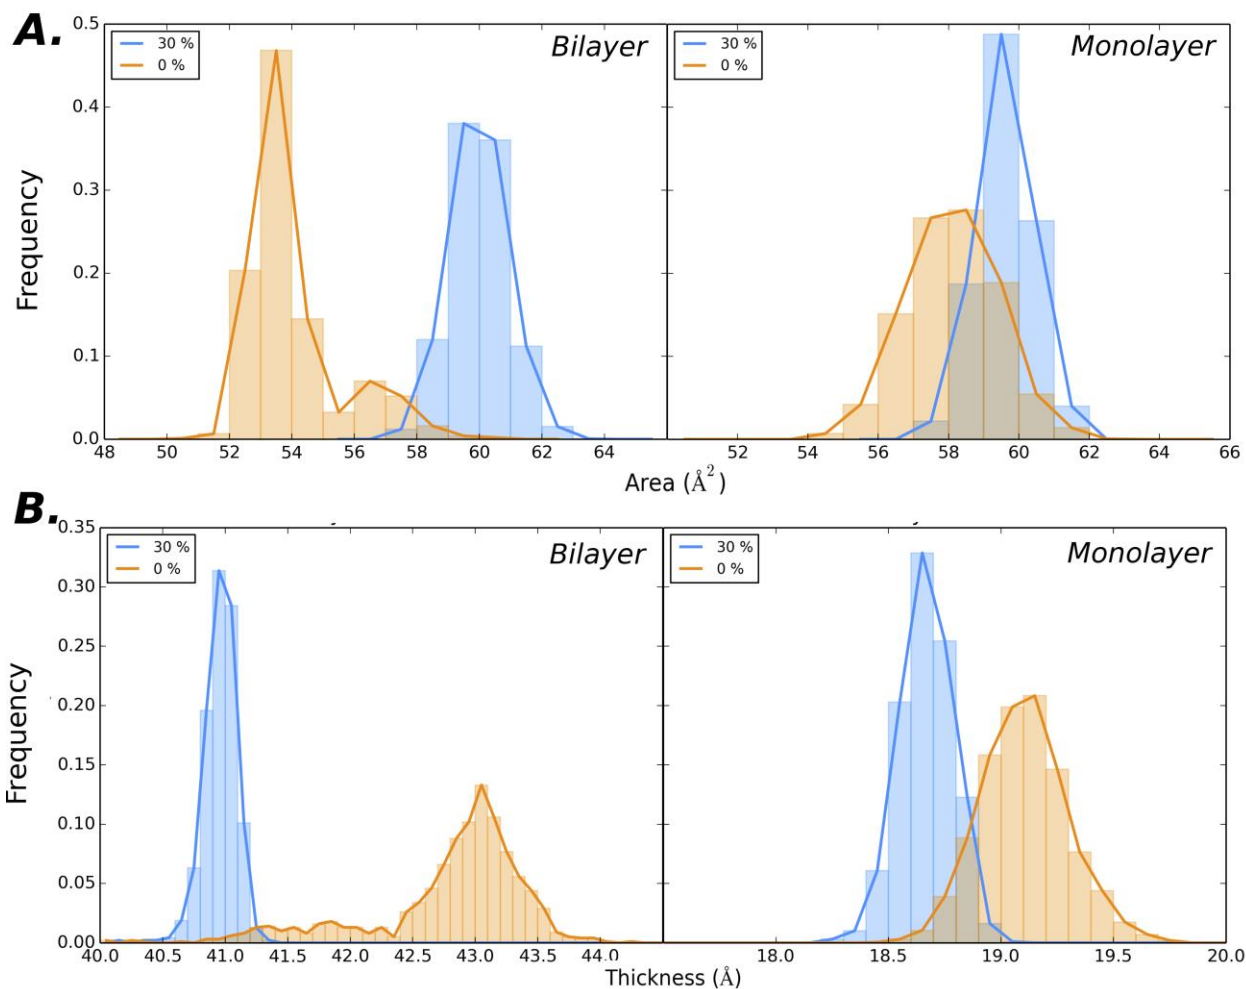 A.
0.5
0.4
0.3
0.2
0.1
0.0
Frequency
30 %
0 %
Bilayer
48 50 52 54 56 58 60 62 64
30 %
0 %
Monolayer
52 54 56 58 60 62 64 66
Area (Å²)
B.
0.35
0.30
0.25
0.20
0.15
0.10
0.05
0.00
Frequency
30 %
0 %
Bilayer
40.0 40.5 41.0 41.5 42.0 42.5 43.0 43.5 44.0
30 %
0 %
Monolayer
18.0 18.5 19.0 19.5 20.0
Thickness (Å)